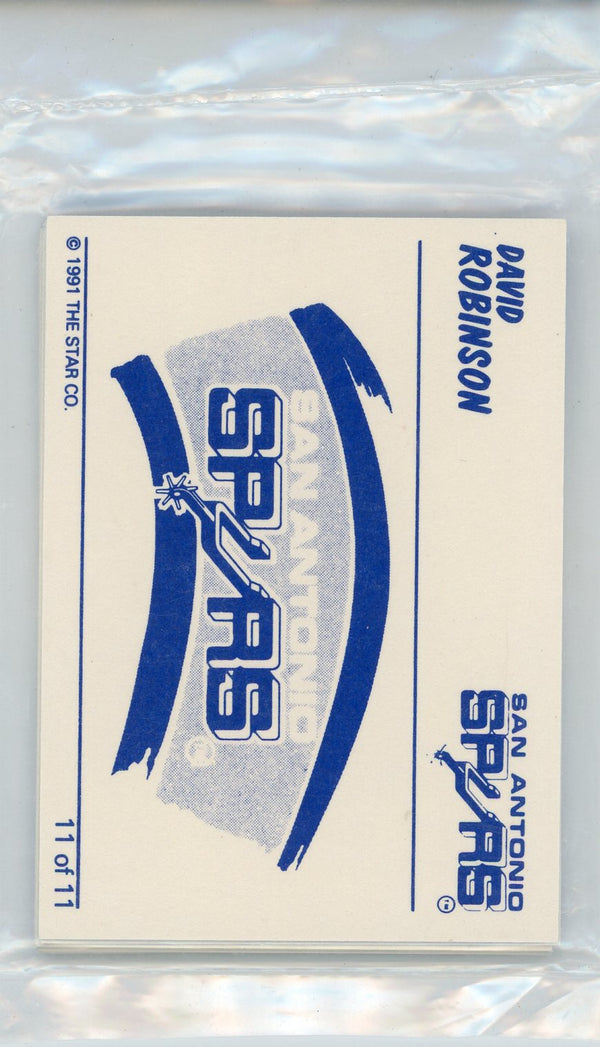 DAVID
ROBINSON
SAN ANTONIO
SPURS
SAN ANTONIO
SPURS
© 1991 THE STAR CO.
11 of 11